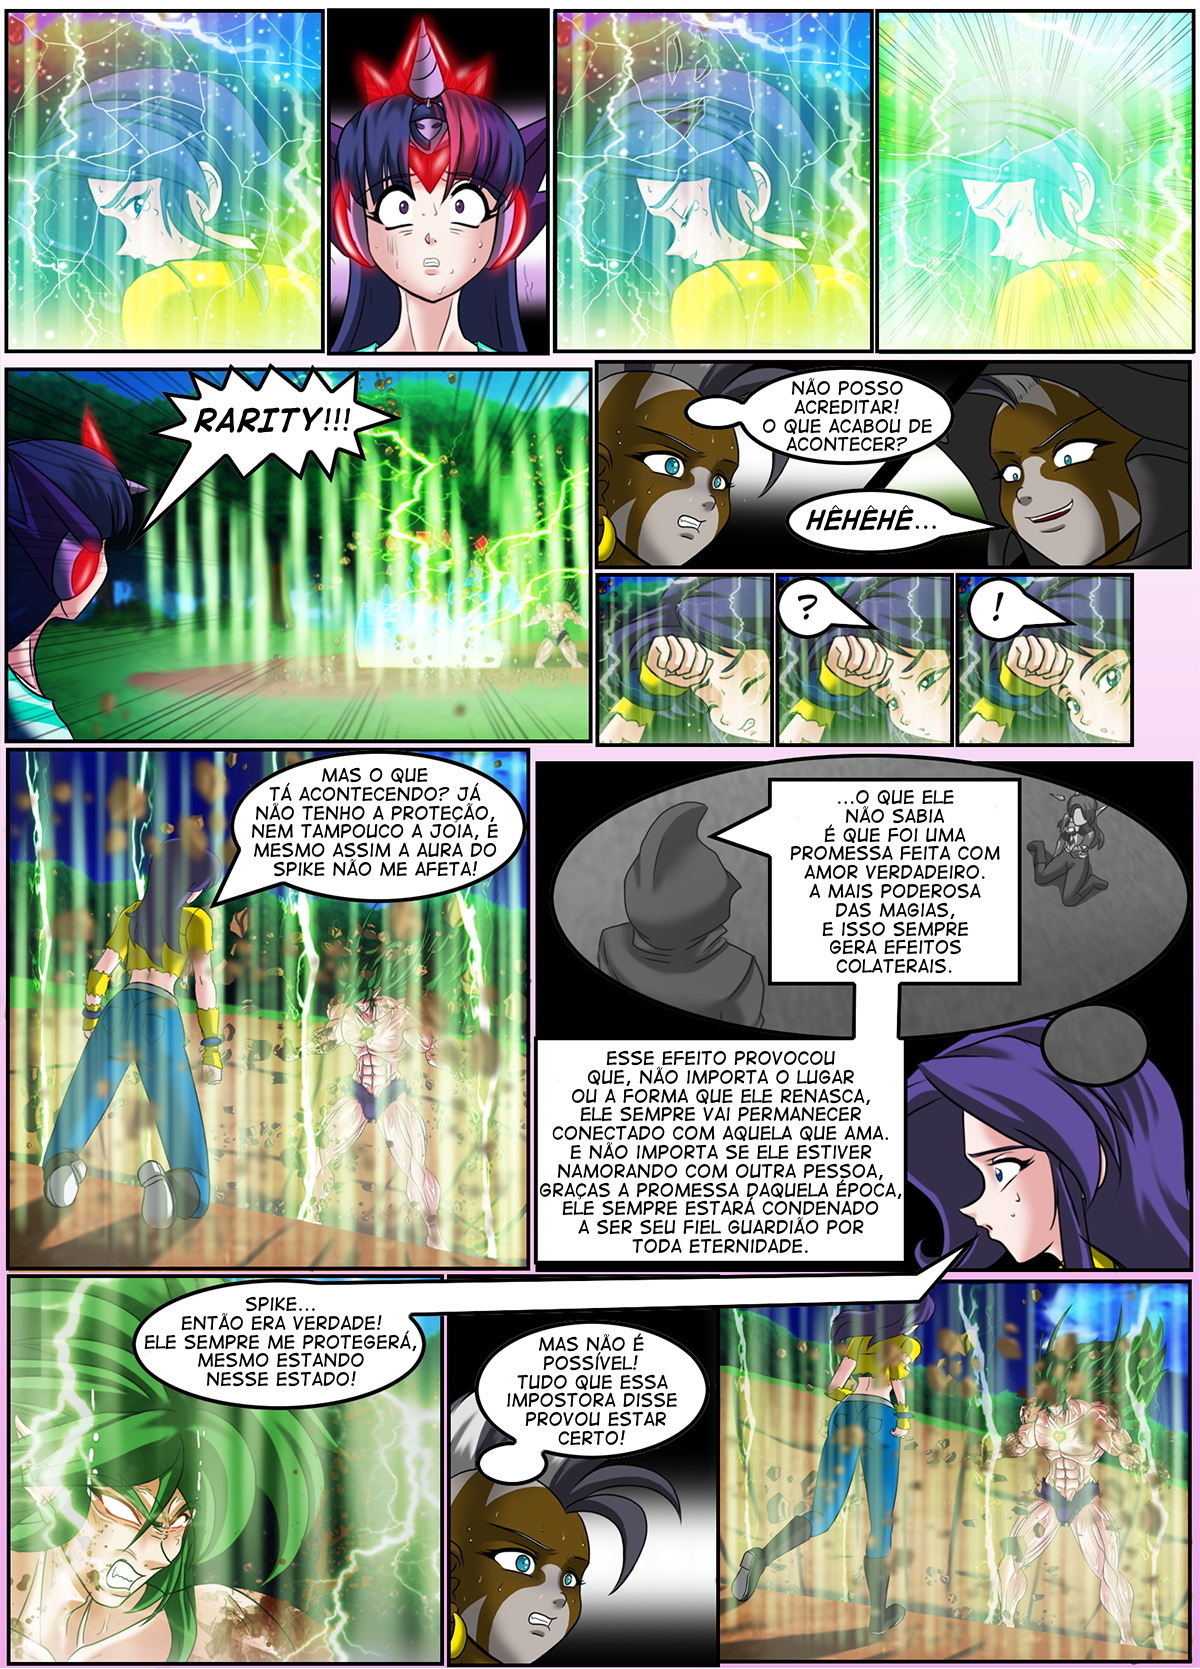 RARITY!!!
NÃO POSSO
ACREDITAR!
O QUE ACABOU DE
ACONTECER?
HÊHÊHÊ...
?
!
MAS O QUE
TÁ ACONTECENDO? JÁ
NÃO TENHO A PROTEÇÃO,
NEM TAMPOUCO A JOIA, E
MESMO ASSIM A AURA DO
SPIKE NÃO ME AFETA!
...O QUE ELE
NÃO SABIA
É QUE FOI UMA
PROMESSA FEITA COM
AMOR VERDADEIRO.
A MAIS PODEROSA
DAS MAGIAS,
E ISSO SEMPRE
GERA EFEITOS
COLATERAIS.
ESSE EFEITO PROVOCOU
QUE, NÃO IMPORTA O LUGAR
OU A FORMA QUE ELE RENASCA,
ELE SEMPRE VAI PERMANECER
CONECTADO COM AQUELA QUE AMA.
E NÃO IMPORTA SE ELE ESTIVER
NAMORANDO COM OUTRA PESSOA,
GRAÇAS A PROMESSA DAQUELA ÉPOCA,
ELE SEMPRE ESTARÁ CONDENADO
A SER SEU FIEL GUARDIÃO POR
TODA ETERNIDADE.
SPIKE...
ENTÃO ERA VERDADE!
ELE SEMPRE ME PROTEGERÁ,
MESMO ESTANDO
NESSE ESTADO!
MAS NÃO É
POSSÍVEL!
TUDO QUE ESSA
IMPOSTORA DISSE
PROVOU ESTAR
CERTO!